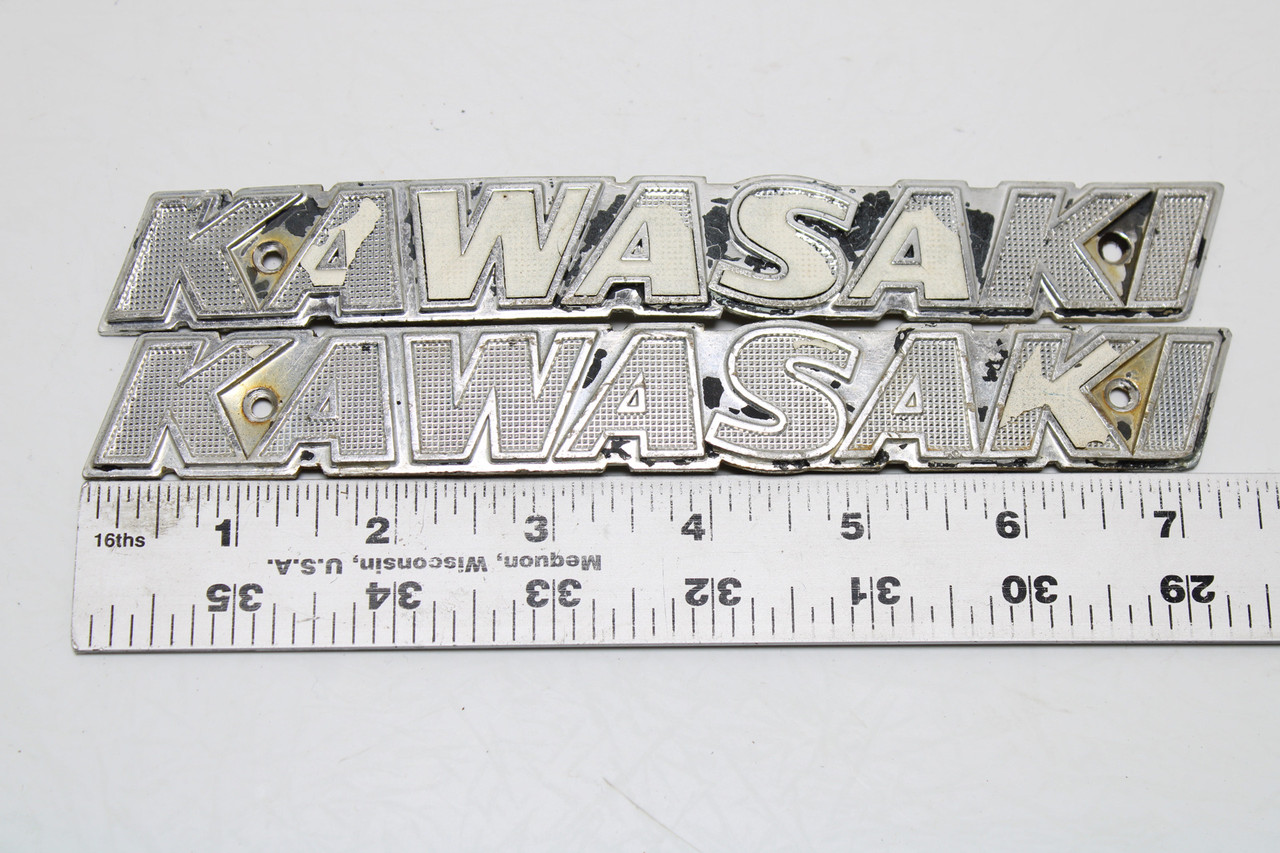 KAWASAKI
KAWASAKI
1 2 3 4 5 6 7
16ths
Mequon, Wisconsin, U.S.A.
35 34 33 32 31 30 29